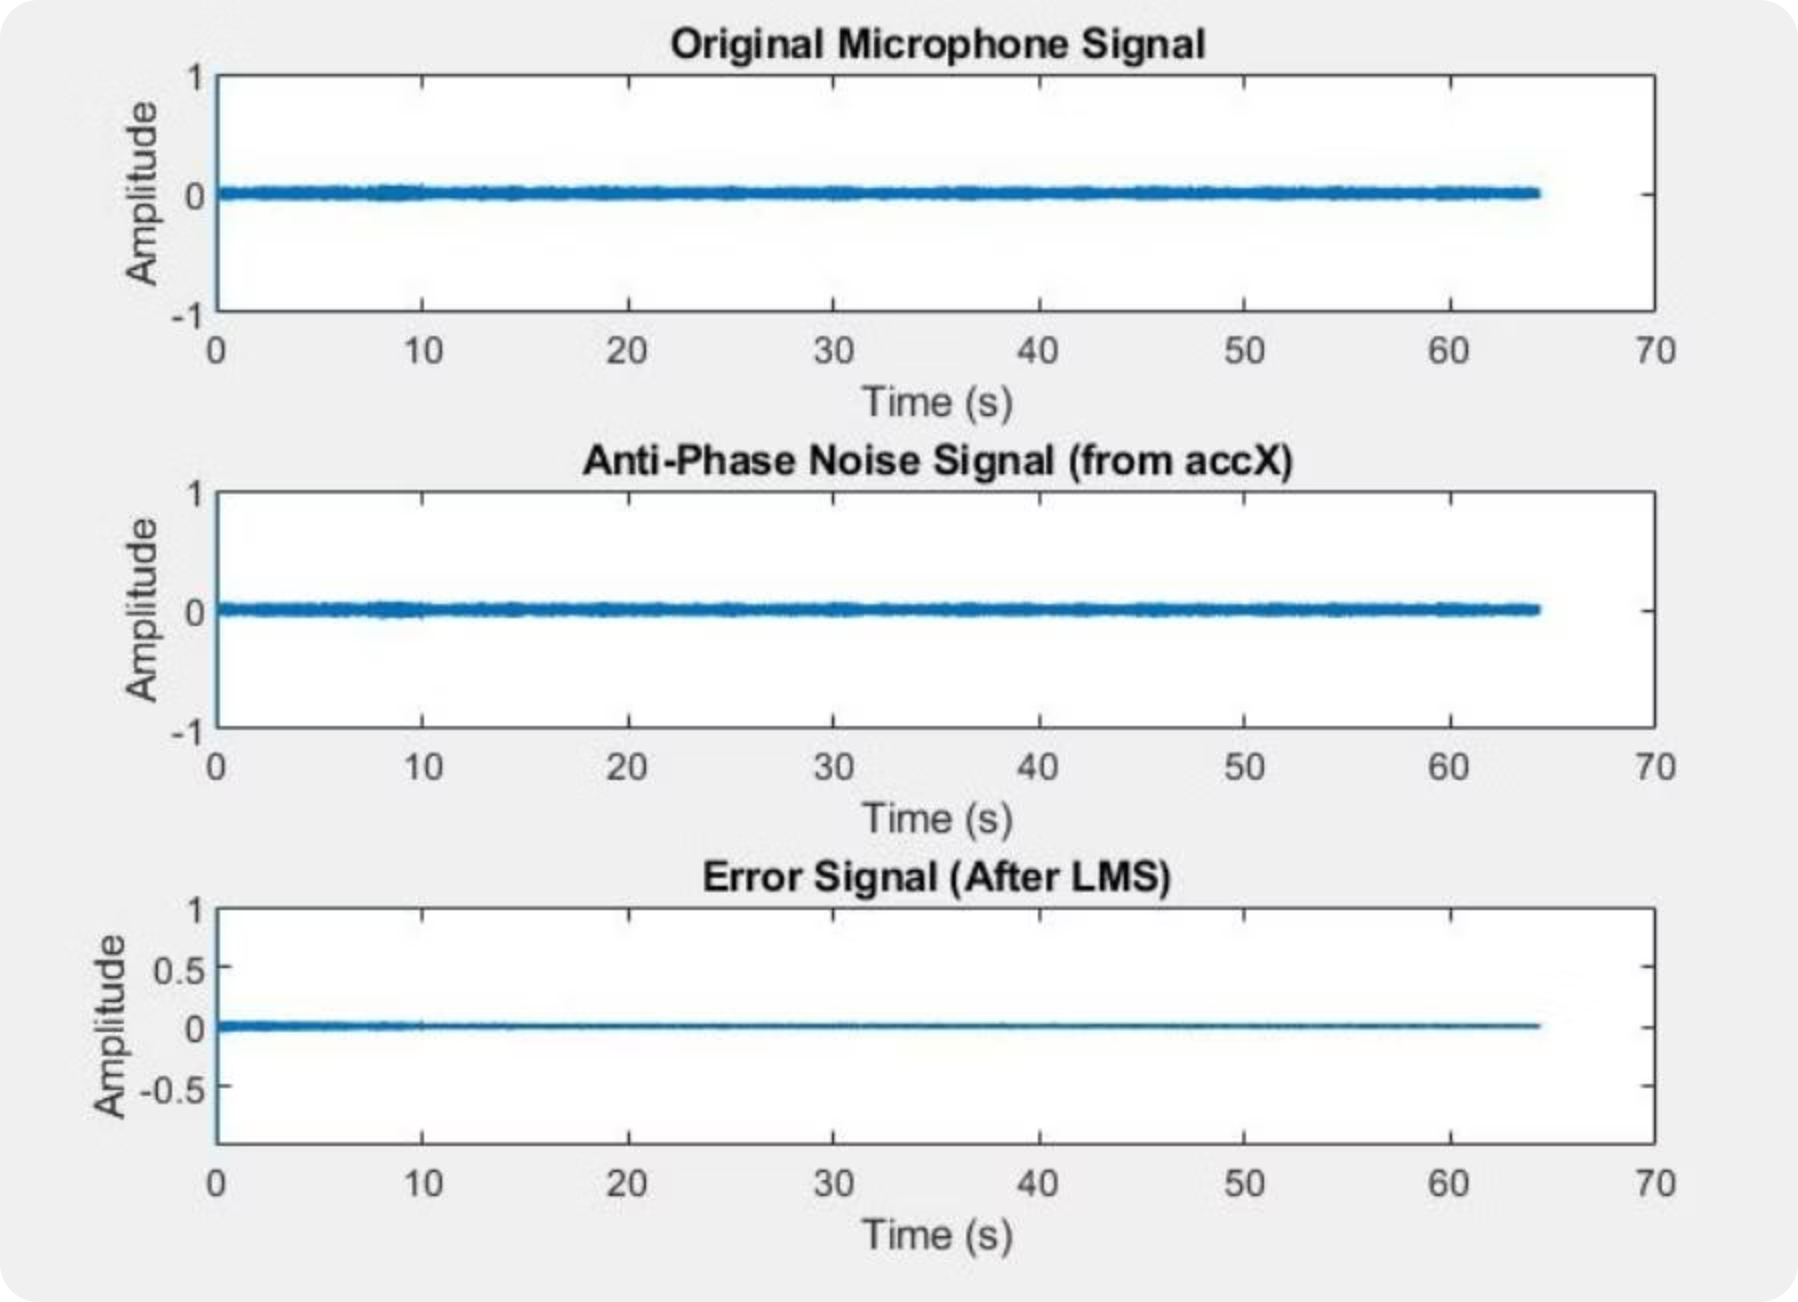 Original Microphone Signal
1
0
-1
Amplitude
0 10 20 30 40 50 60 70
Time (s)
Anti-Phase Noise Signal (from accX)
1
0
-1
Amplitude
0 10 20 30 40 50 60 70
Time (s)
Error Signal (After LMS)
1
0.5
0
-0.5
Amplitude
0 10 20 30 40 50 60 70
Time (s)